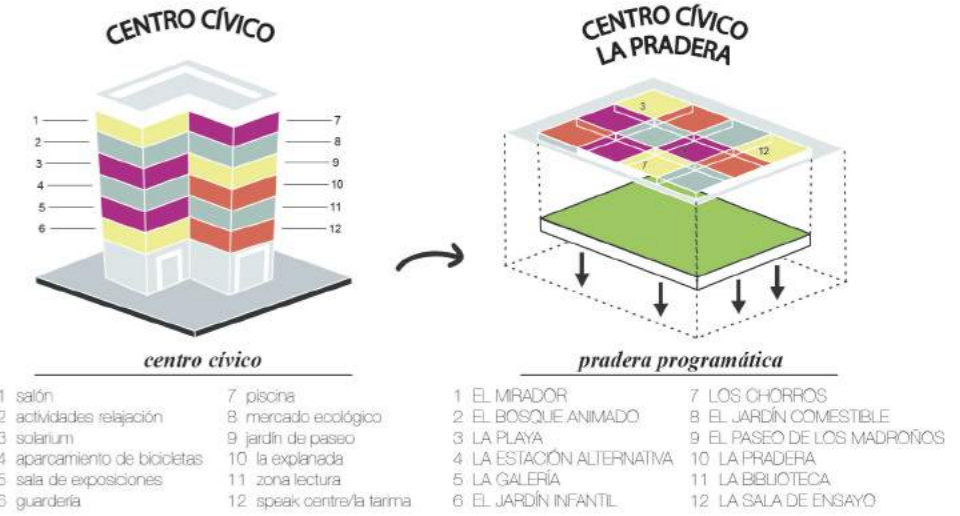 CENTRO CÍVICO
1
2
3
4
5
6
7
8
9
10
11
12
centro cívico
1 salón
2 actividades relajación
3 solarium
4 aparcamiento de bicicletas
5 sala de exposiciones
6 guardería
7 piscina
8 mercado ecológico
9 jardín de paseo
10 la explanada
11 zona lectura
12 speak centre/la tarima
CENTRO CÍVICO
LA PRADERA
3
12
7
pradera programática
1 EL MIRADOR
2 EL BOSQUE ANIMADO
3 LA PLAYA
4 LA ESTACIÓN ALTERNATIVA
5 LA GALERÍA
6 EL JARDÍN INFANTIL
7 LOS CHORROS
8 EL JARDÍN COMESTIBLE
9 EL PASEO DE LOS MADROÑOS
10 LA PRADERA
11 LA BIBLIOTECA
12 LA SALA DE ENSAYO